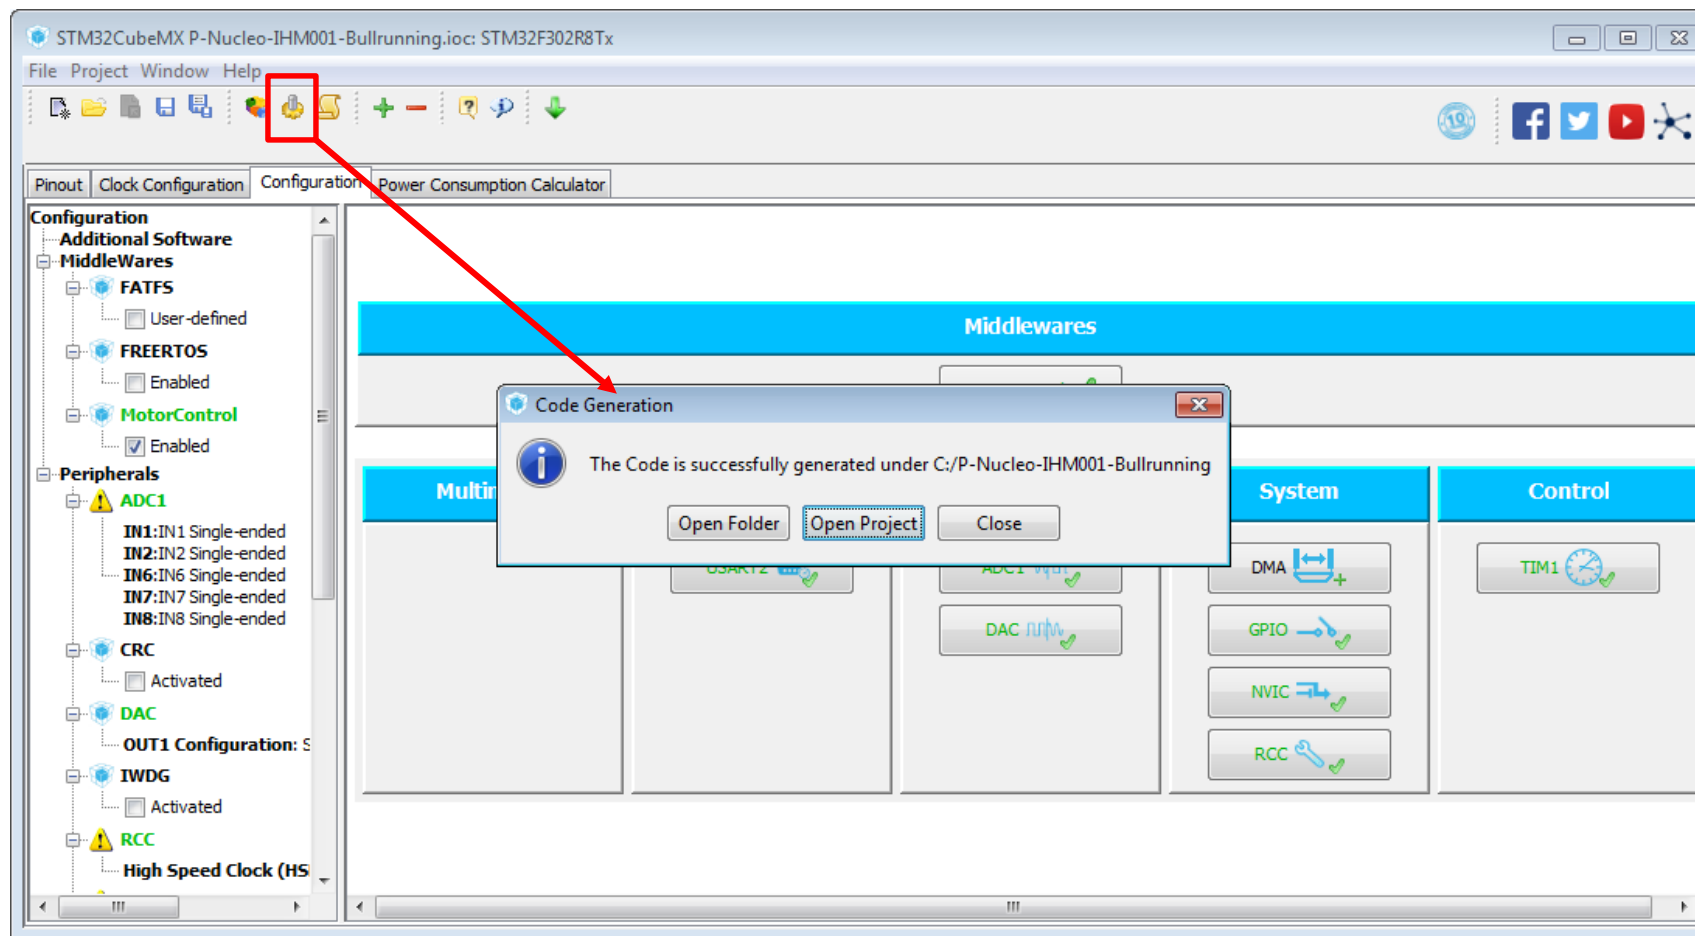 STM32CubeMX P-Nucleo-IHM001-Bullrunning.ioc: STM32F302R8Tx
File Project Window Help
10
Pinout Clock Configuration Configuration Power Consumption Calculator
Configuration
Additional Software
MiddleWares
FATFS
User-defined
FREERTOS
Enabled
MotorControl
Enabled
Peripherals
ADC1
IN1:IN1 Single-ended
IN2:IN2 Single-ended
IN6:IN6 Single-ended
IN7:IN7 Single-ended
IN8:IN8 Single-ended
CRC
Activated
DAC
OUT1 Configuration: S
IWDG
Activated
RCC
High Speed Clock (HS
Middlewares
Code Generation
The Code is successfully generated under C:/P-Nucleo-IHM001-Bullrunning
Open Folder Open Project Close
Multi
System
Control
USART2
ADC1
DAC
DMA
GPIO
NVIC
RCC
TIM1